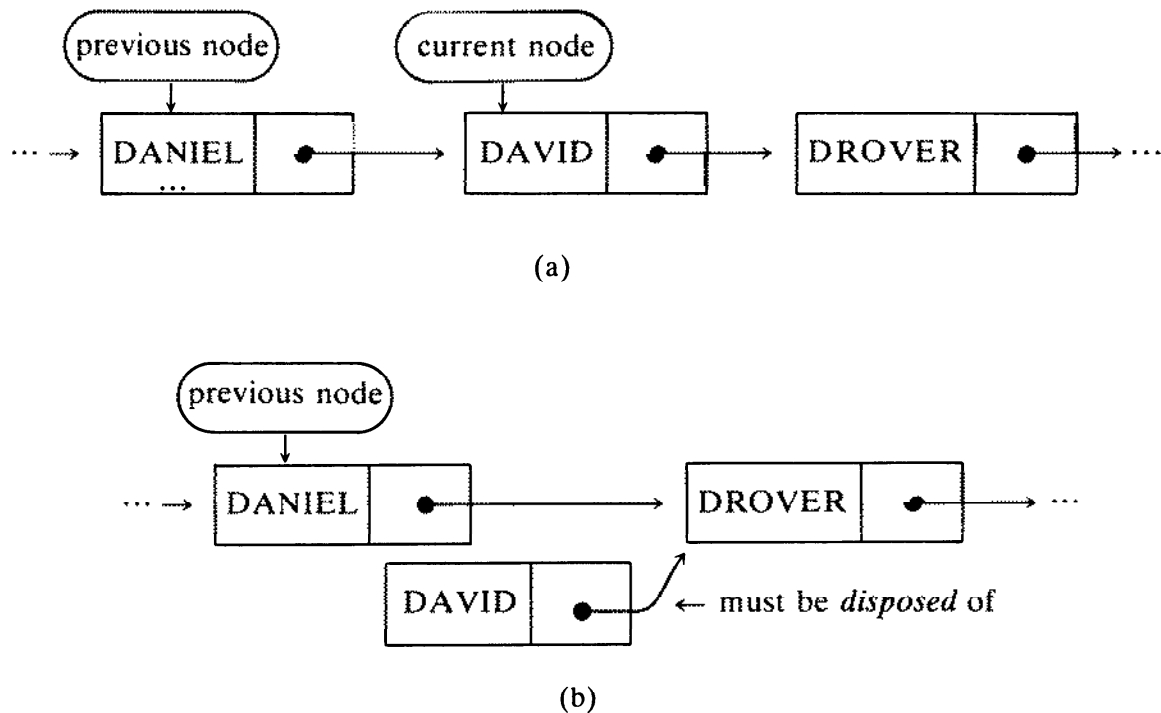 previous node current node
... DANIEL DAVID DROVER ...
...
(a)
previous node
... DANIEL DROVER ...
DAVID must be disposed of
(b)